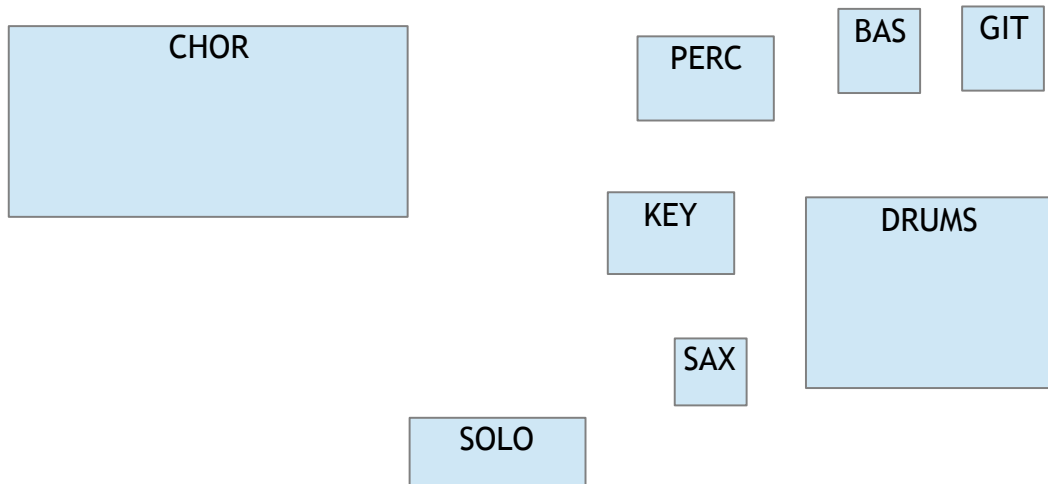 CHOR
PERC
BAS
GIT
KEY
DRUMS
SAX
SOLO